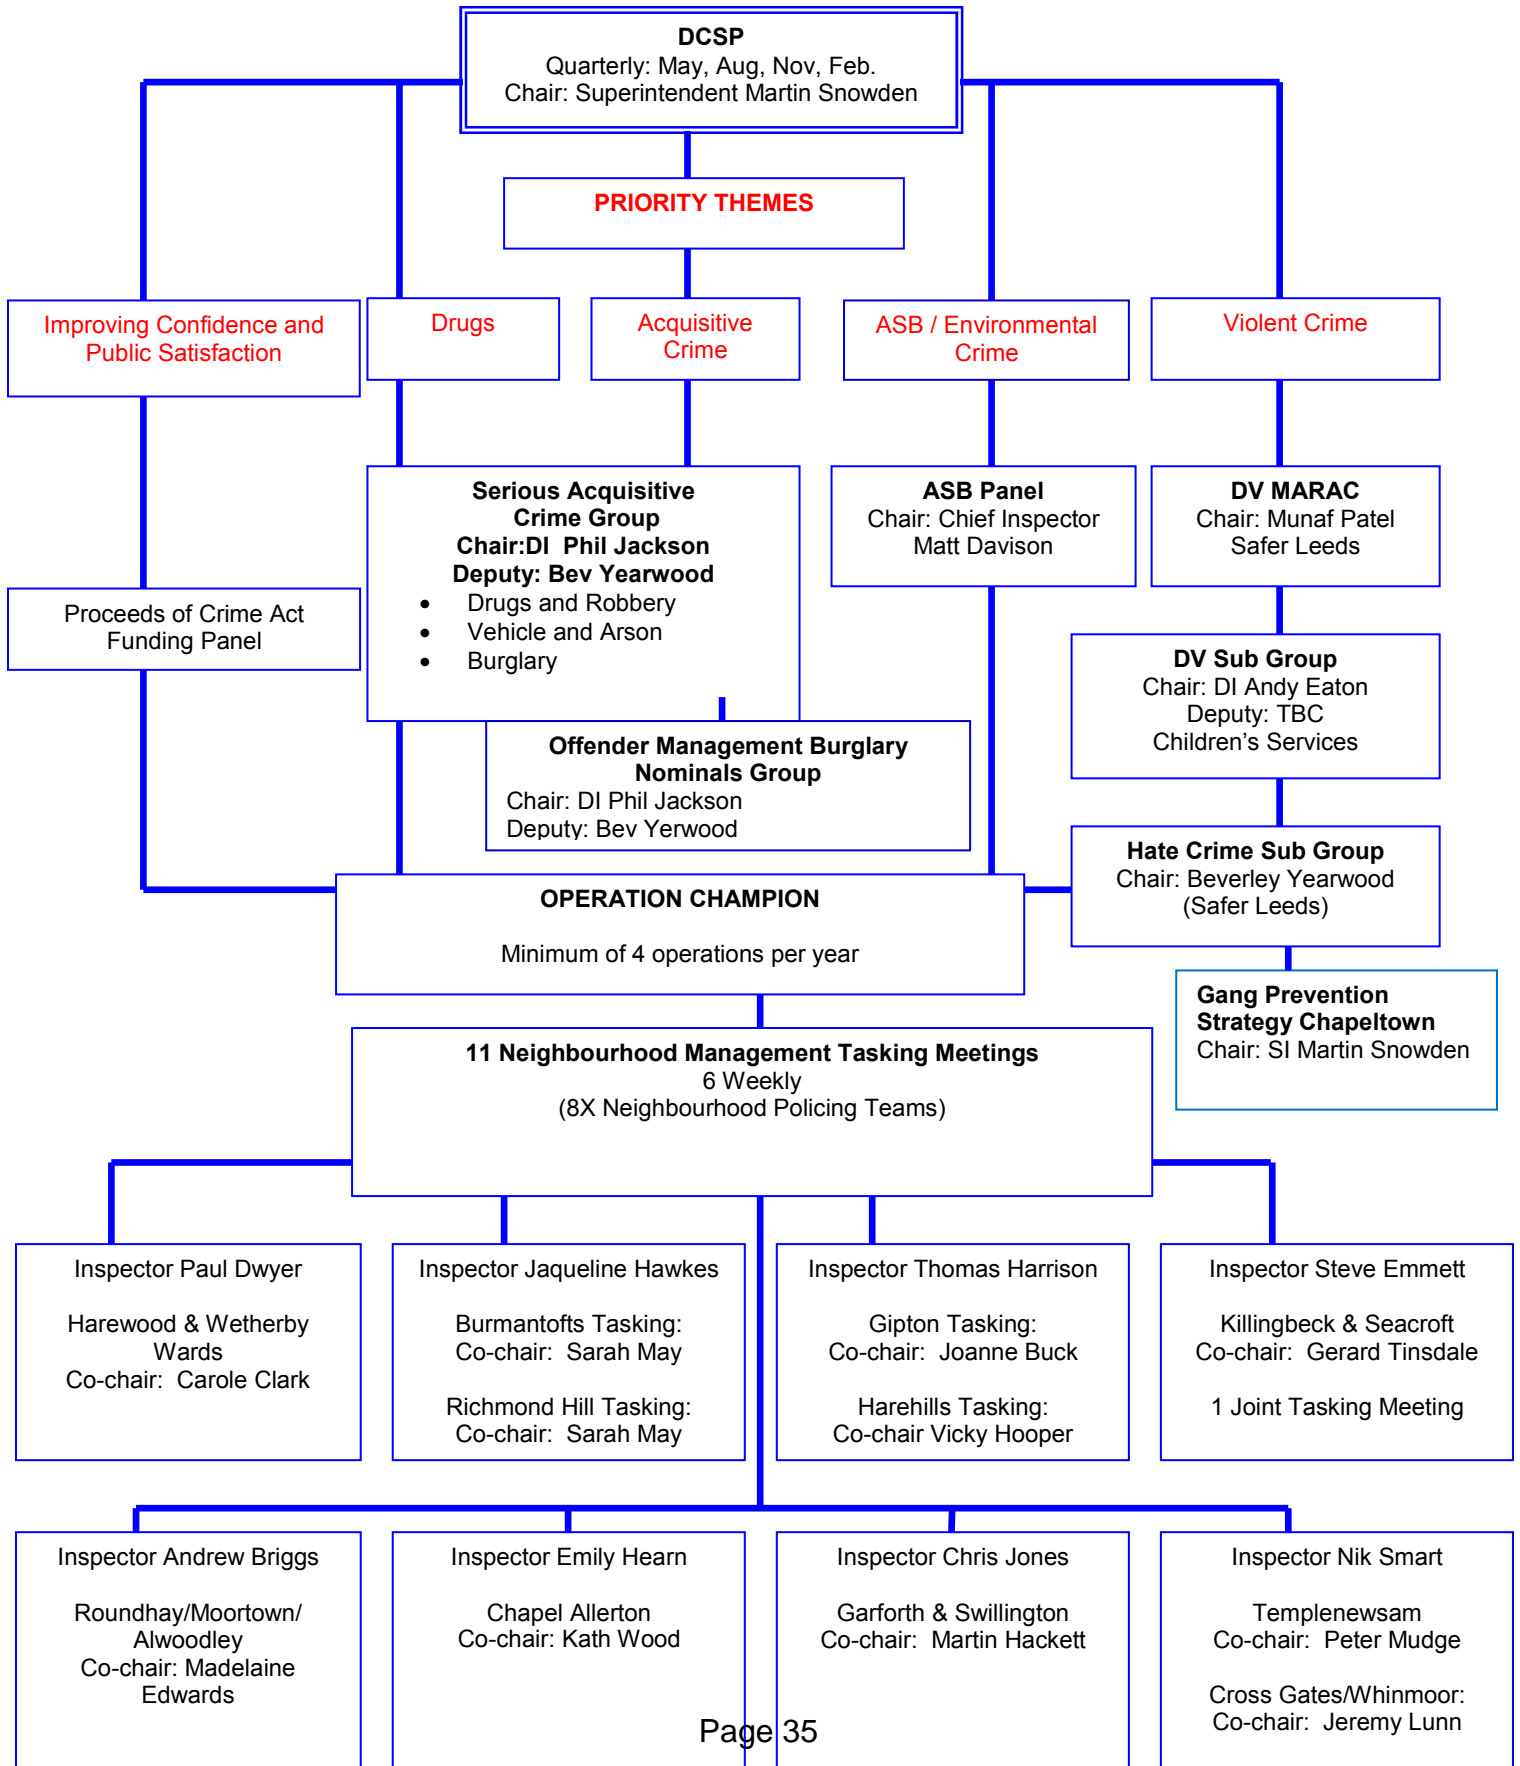 DCSP
Quarterly: May, Aug, Nov, Feb.
Chair: Superintendent Martin Snowden
PRIORITY THEMES
Improving Confidence and
Public Satisfaction
Drugs
Acquisitive
Crime
ASB / Environmental
Crime
Violent Crime
Serious Acquisitive
Crime Group
Chair:DI  Phil Jackson
Deputy: Bev Yearwood
• Drugs and Robbery
• Vehicle and Arson
• Burglary
ASB Panel
Chair: Chief Inspector
Matt Davison
DV MARAC
Chair: Munaf Patel
Safer Leeds
Proceeds of Crime Act
Funding Panel
DV Sub Group
Chair: DI Andy Eaton
Deputy: TBC
Children's Services
Offender Management Burglary
Nominals Group
Chair: DI Phil Jackson
Deputy: Bev Yerwood
Hate Crime Sub Group
Chair: Beverley Yearwood
(Safer Leeds)
OPERATION CHAMPION
Minimum of 4 operations per year
Gang Prevention
Strategy Chapeltown
Chair: SI Martin Snowden
11 Neighbourhood Management Tasking Meetings
6 Weekly
(8X Neighbourhood Policing Teams)
Inspector Paul Dwyer
Harewood & Wetherby
Wards
Co-chair:  Carole Clark
Inspector Jaqueline Hawkes
Burmantofts Tasking:
Co-chair:  Sarah May
Richmond Hill Tasking:
Co-chair:  Sarah May
Inspector Thomas Harrison
Gipton Tasking:
Co-chair:  Joanne Buck
Harehills Tasking:
Co-chair Vicky Hooper
Inspector Steve Emmett
Killingbeck & Seacroft
Co-chair:  Gerard Tinsdale
1 Joint Tasking Meeting
Inspector Andrew Briggs
Roundhay/Moortown/
Alwoodley
Co-chair: Madelaine
Edwards
Inspector Emily Hearn
Chapel Allerton
Co-chair: Kath Wood
Inspector Chris Jones
Garforth & Swillington
Co-chair:  Martin Hackett
Inspector Nik Smart
Templenewsam
Co-chair:  Peter Mudge
Cross Gates/Whinmoor:
Co-chair:  Jeremy Lunn
Page 35